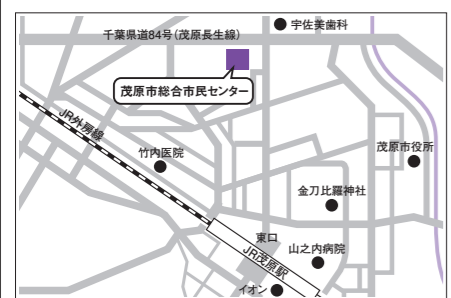 宇佐美歯科
千葉県道84号(茂原長生線)
茂原市総合市民センター
JR外房線
竹内医院
茂原市役所
金刀比羅神社
東口
山之内病院
JR茂原駅
イオン